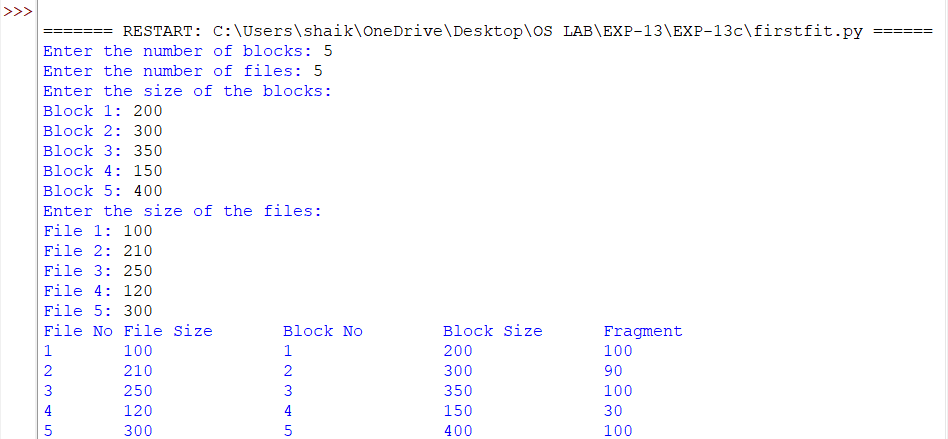 >>>
======= RESTART: C:\Users\shaik\OneDrive\Desktop\OS LAB\EXP-13\EXP-13c\firstfit.py ======
Enter the number of blocks: 5
Enter the number of files: 5
Enter the size of the blocks:
Block 1: 200
Block 2: 300
Block 3: 350
Block 4: 150
Block 5: 400
Enter the size of the files:
File 1: 100
File 2: 210
File 3: 250
File 4: 120
File 5: 300
File No File Size       Block No        Block Size      Fragment
1       100             1               200             100
2       210             2               300             90
3       250             3               350             100
4       120             4               150             30
5       300             5               400             100